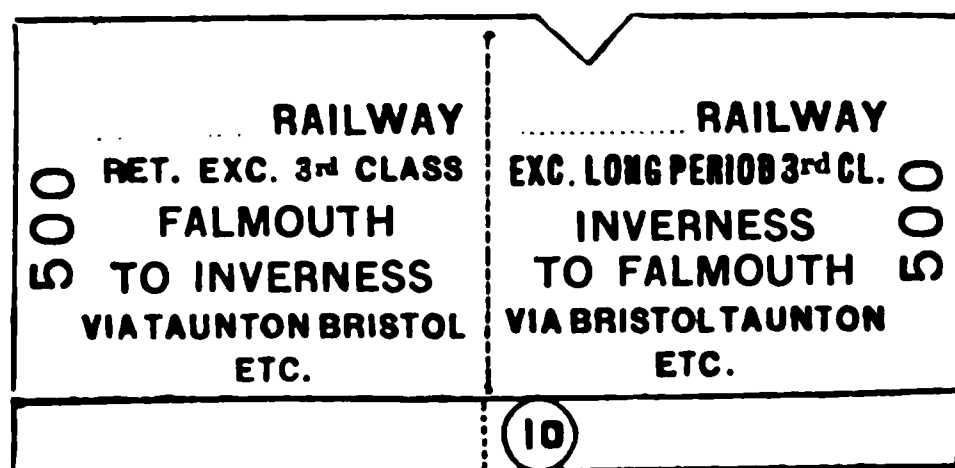 .. ... RAILWAY
RET. EXC. 3rd CLASS
FALMOUTH
TO INVERNESS
VIA TAUNTON BRISTOL
ETC.
500
............... RAILWAY
EXC. LONG PERIOD 3rd CL.
INVERNESS
TO FALMOUTH
VIA BRISTOL TAUNTON
ETC.
500
10